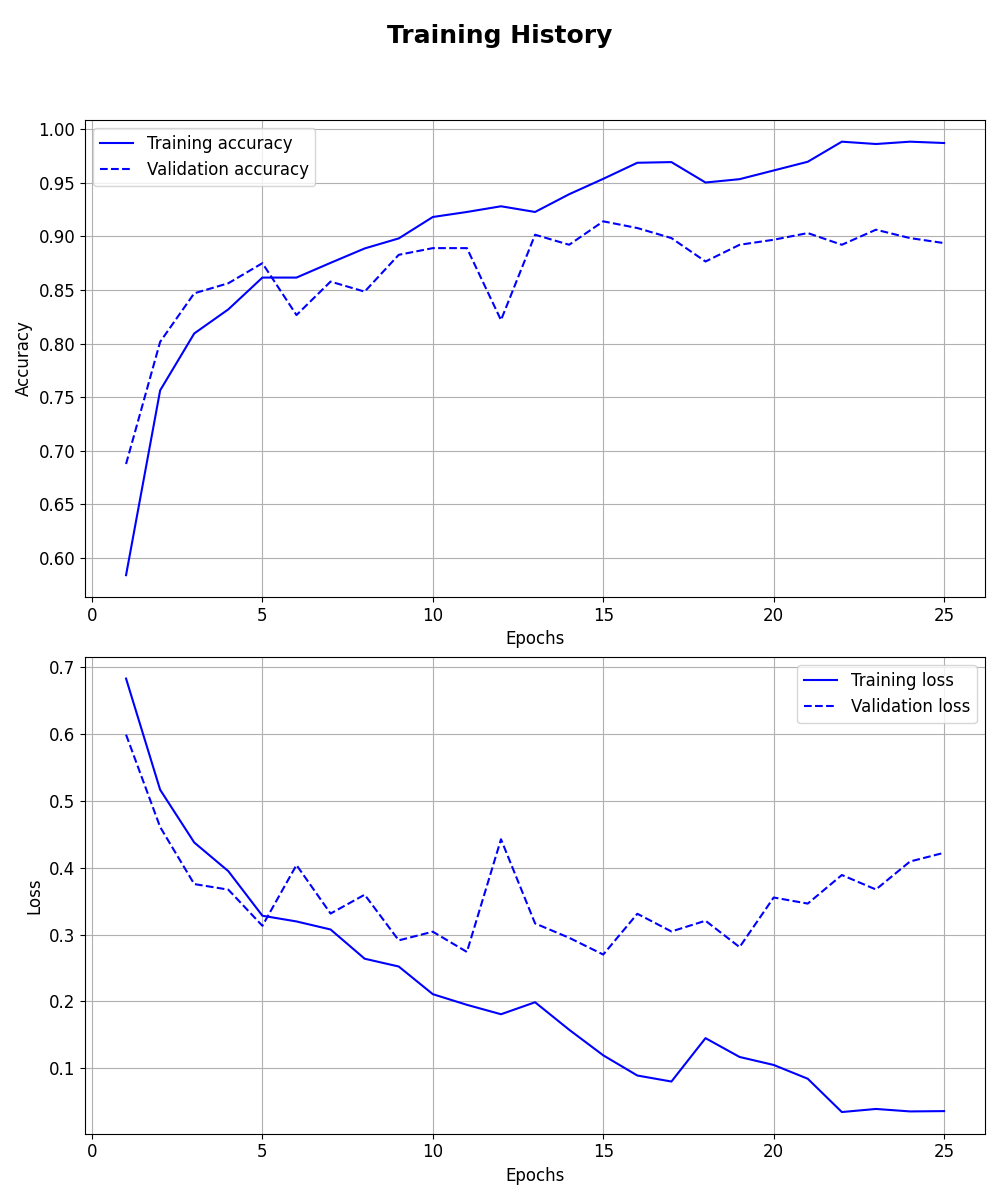 Training History
Training accuracy
Validation accuracy
1.00
0.95
0.90
0.85
0.80
0.75
0.70
0.65
0.60
Accuracy
0 5 10 15 20 25
Epochs
Training loss
Validation loss
0.7
0.6
0.5
0.4
0.3
0.2
0.1
Loss
0 5 10 15 20 25
Epochs